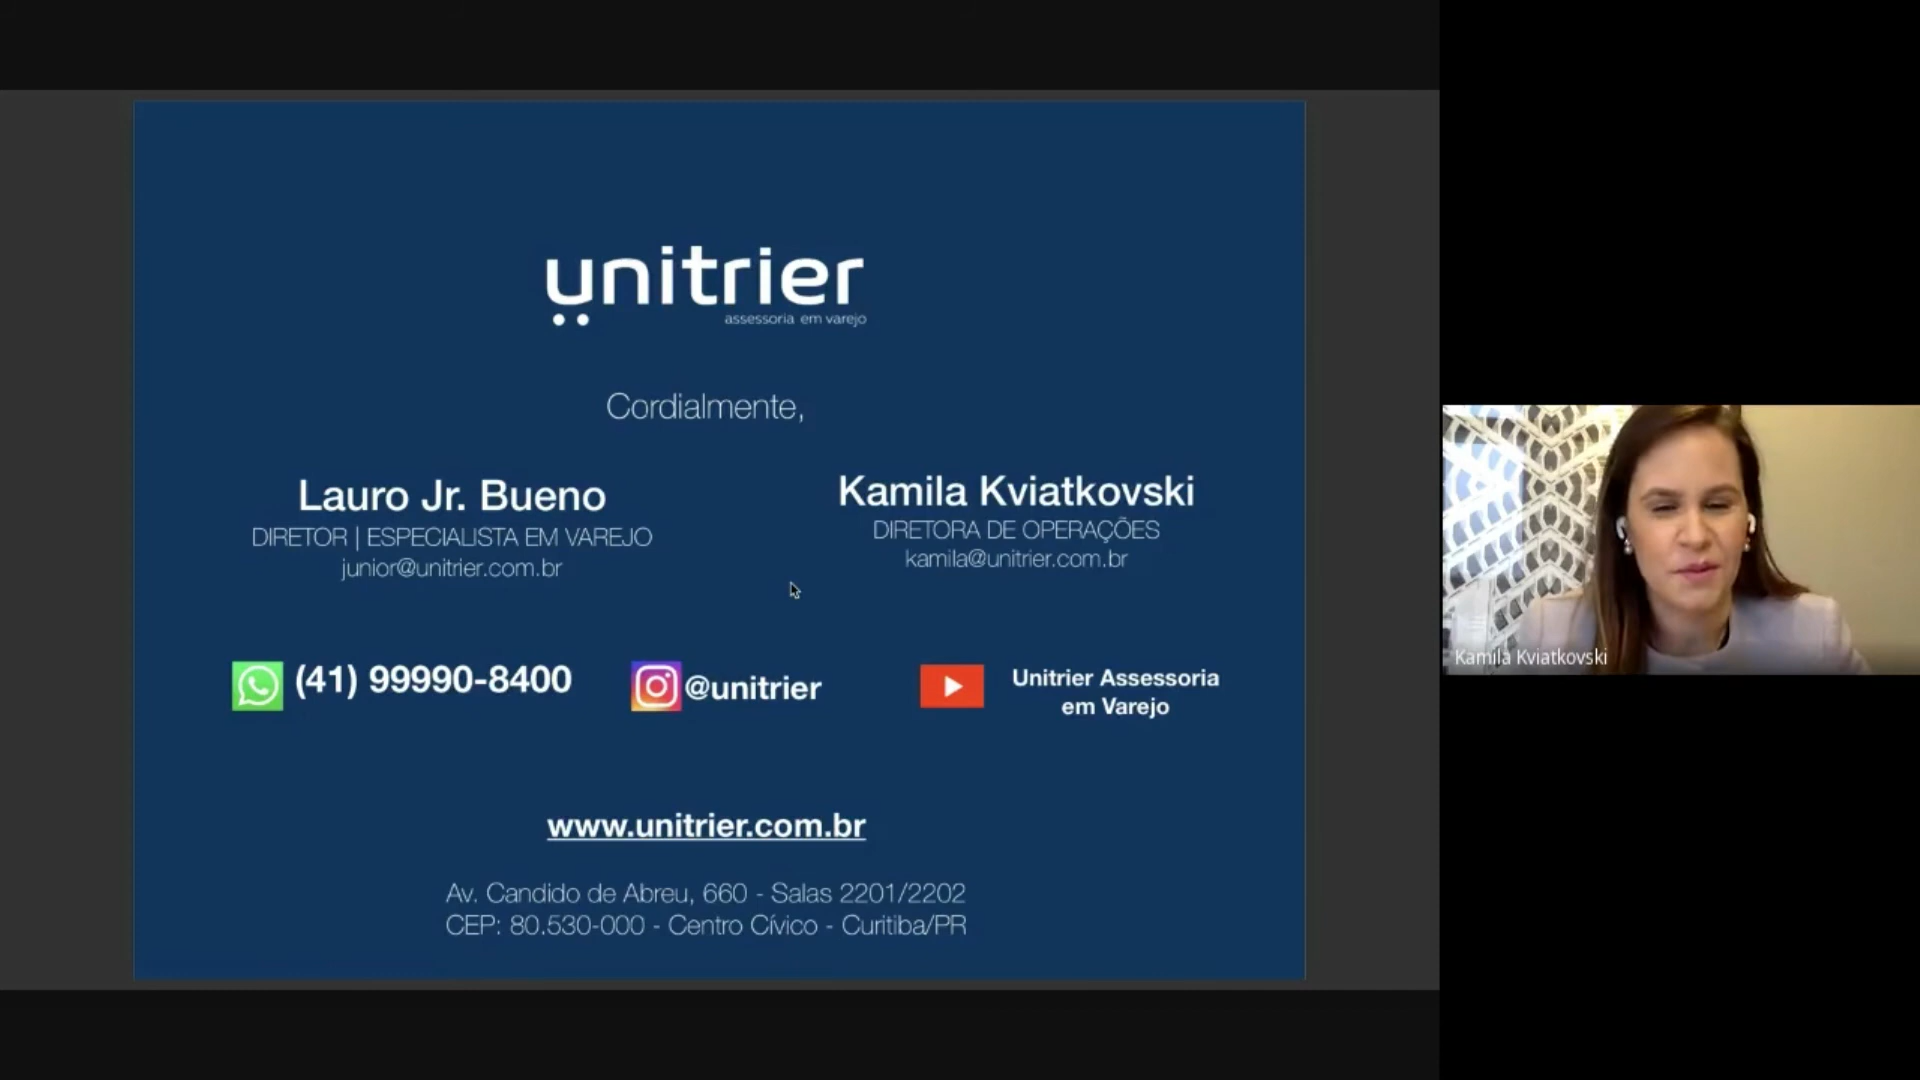 unitrier
assessoria em varejo
Cordialmente,
Lauro Jr. Bueno
DIRETOR | ESPECIALISTA EM VAREJO
junior@unitrier.com.br
Kamila Kviatkovski
DIRETORA DE OPERAÇÕES
kamila@unitrier.com.br
(41) 99990-8400
@unitrier
Unitrier Assessoria
em Varejo
www.unitrier.com.br
Av. Candido de Abreu, 660 - Salas 2201/2202
CEP: 80.530-000 - Centro Cívico - Curitiba/PR
Kamila Kviatkovski